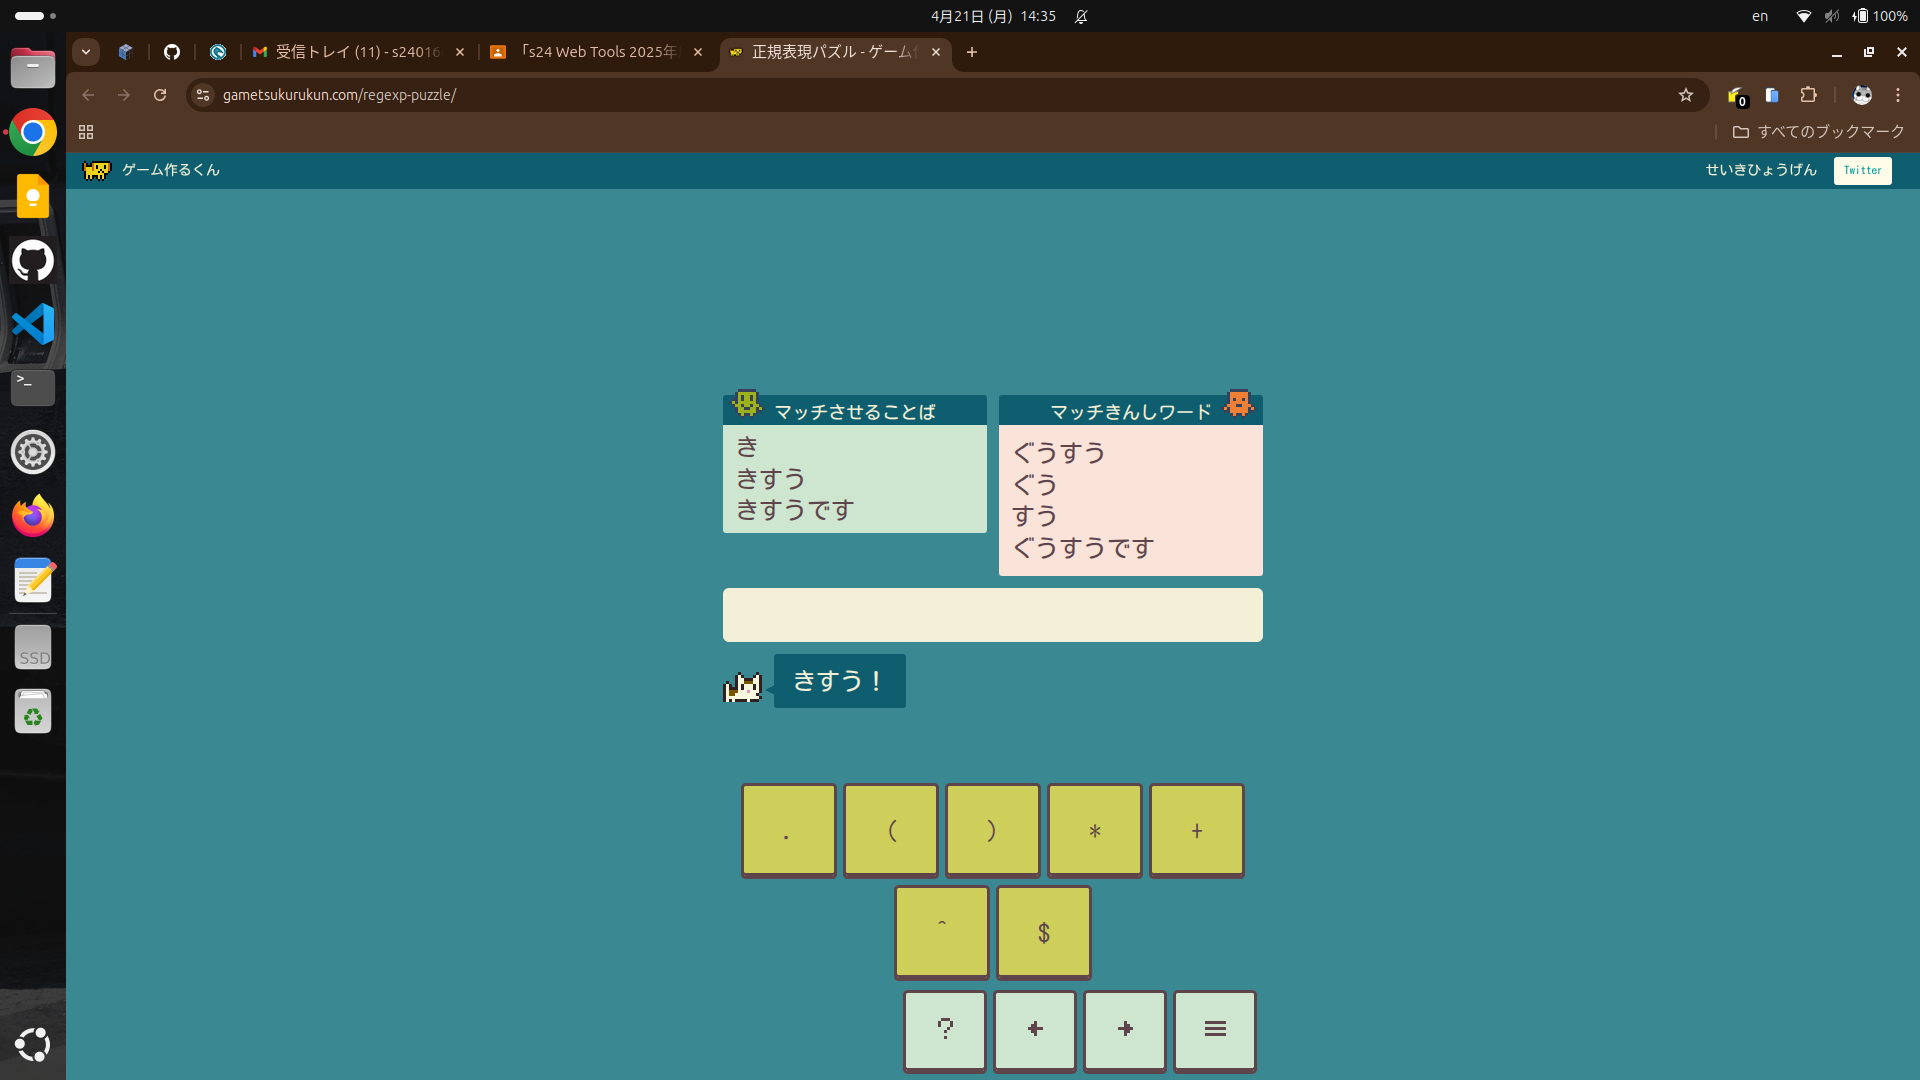 4月21日 (月) 14:35
en
100%
受信トレイ (11) - s24016
「s24 Web Tools 2025年
正規表現パズル - ゲーム
gametsukurukun.com/regexp-puzzle/
0
すべてのブックマーク
ゲーム作るくん
せいきひょうげん
Twitter
マッチさせることば
き
きすう
きすうです
マッチきんしワード
ぐうすう
ぐう
すう
ぐうすうです
きすう！
. ( ) * +
^ $
? ← → ≡
>_
SSD